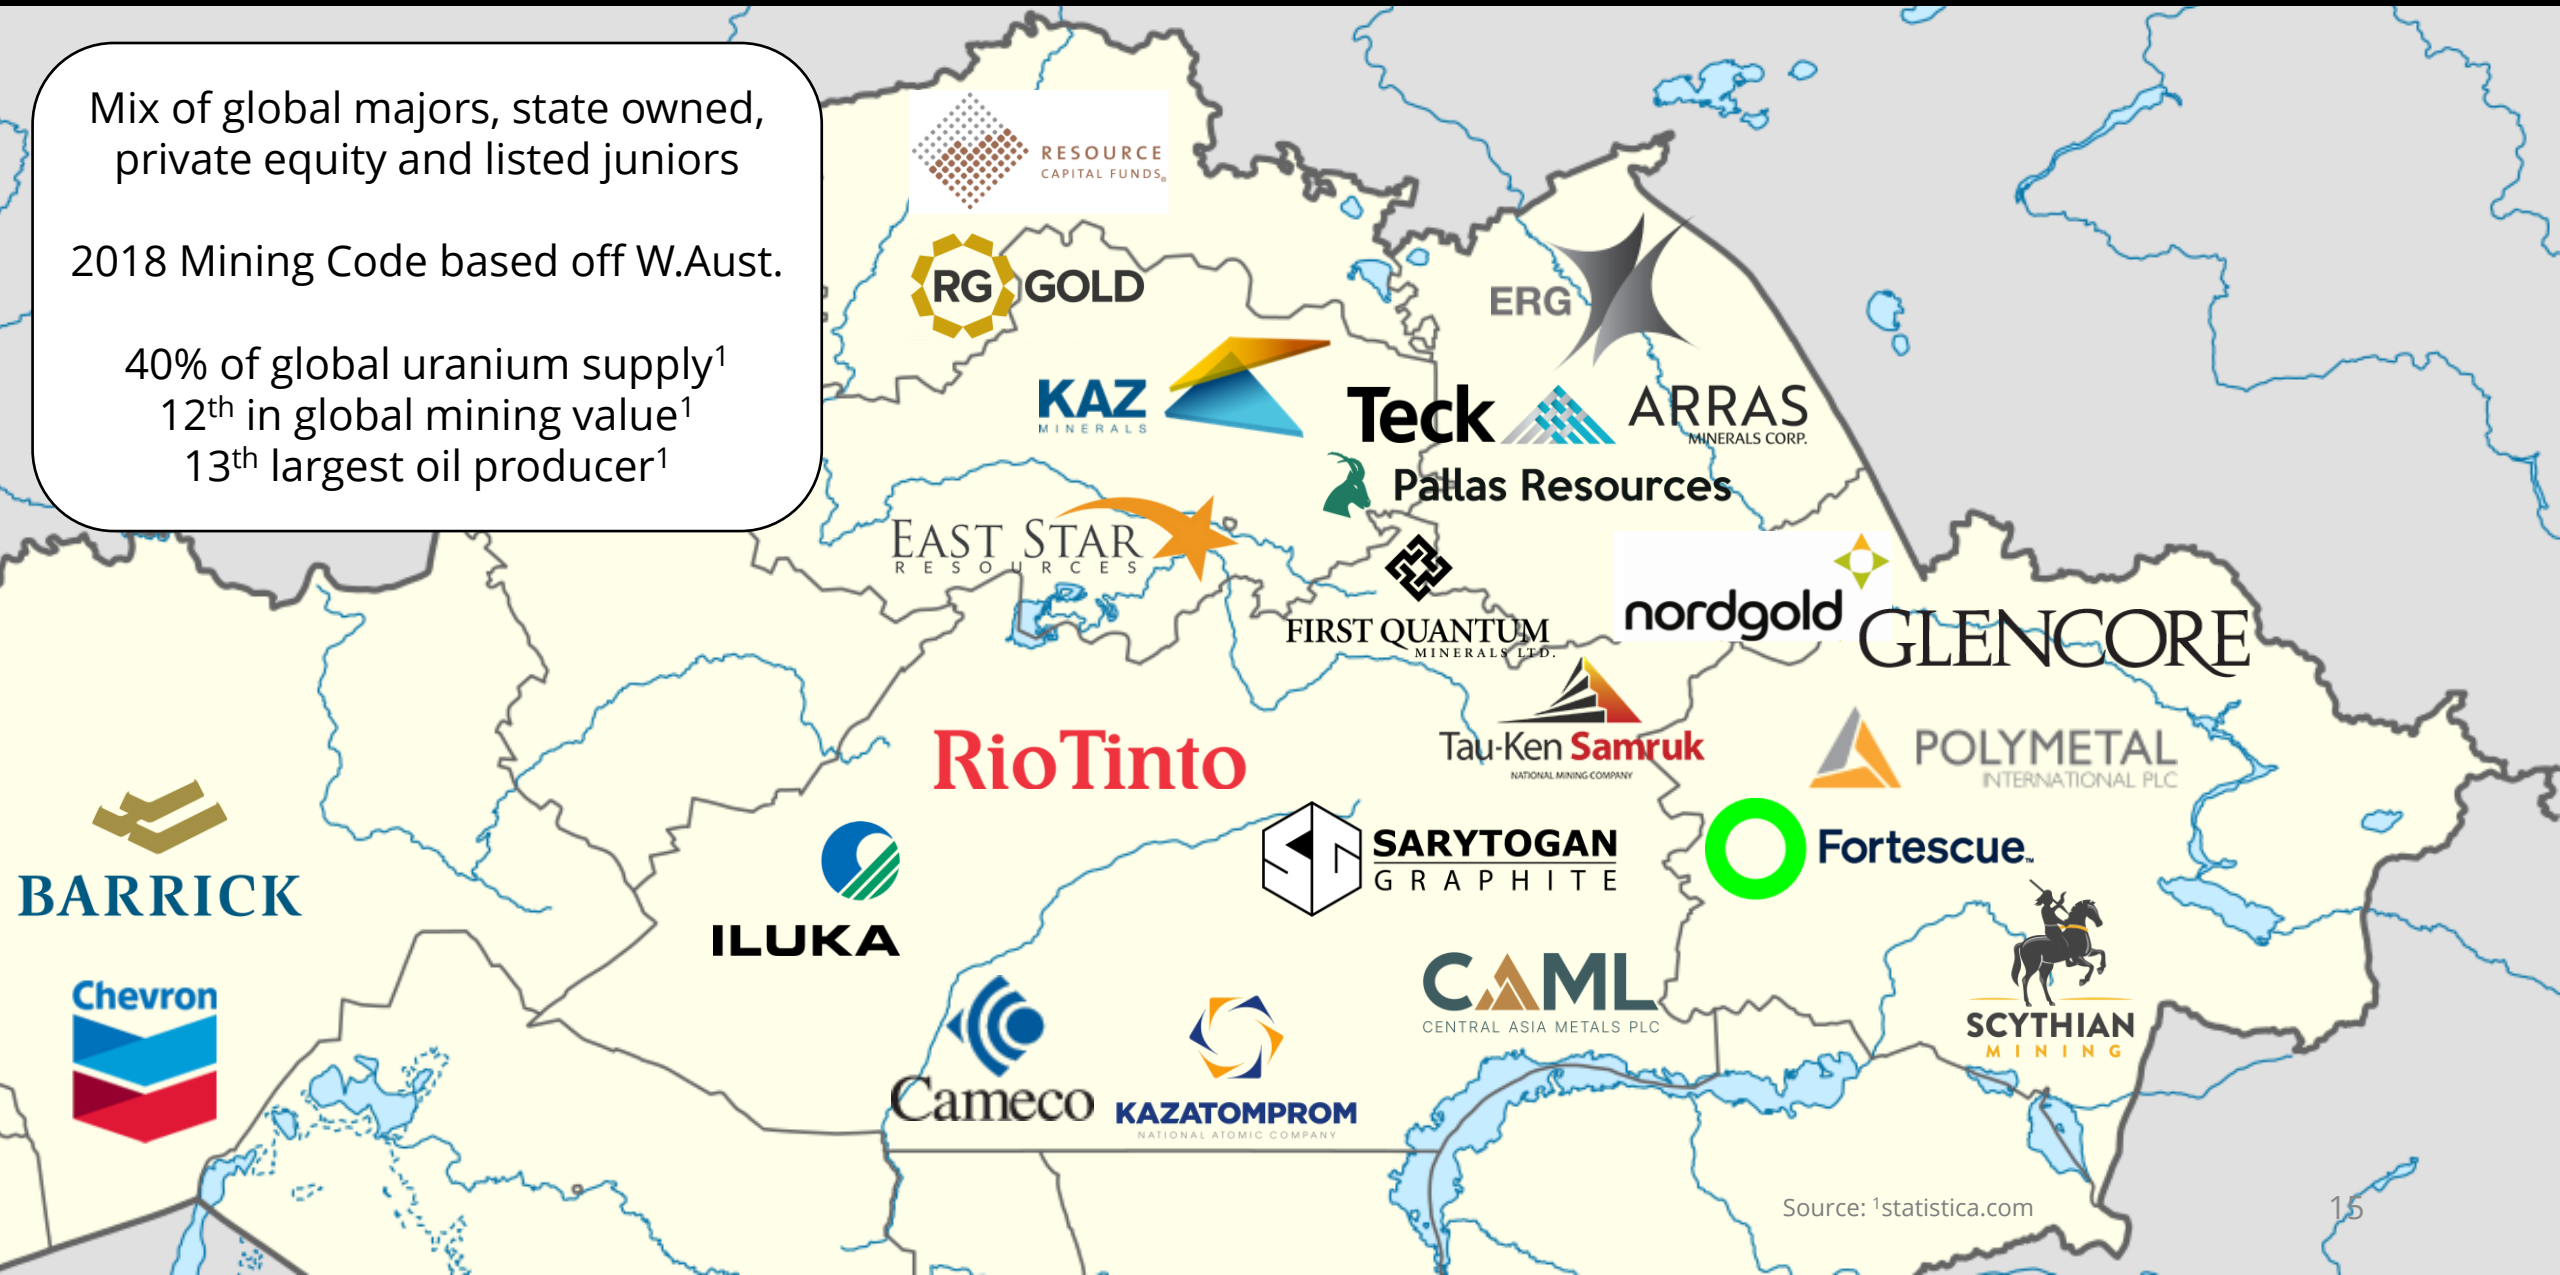 Mix of global majors, state owned,
private equity and listed juniors
2018 Mining Code based off W.Aust.
40% of global uranium supply¹
12th in global mining value¹
13th largest oil producer¹
RESOURCE
CAPITAL FUNDS®
RG GOLD
ERG
KAZ
MINERALS
Teck
ARRAS
MINERALS CORP.
Pallas Resources
EAST STAR
RESOURCES
FIRST QUANTUM
MINERALS LTD.
nordgold
GLENCORE
RioTinto
Tau-Ken Samruk
NATIONAL MINING COMPANY
POLYMETAL
INTERNATIONAL PLC
BARRICK
ILUKA
SARYTOGAN
GRAPHITE
Fortescue™
Chevron
Cameco
KAZATOMPROM
NATIONAL ATOMIC COMPANY
CAML
CENTRAL ASIA METALS PLC
SCYTHIAN
MINING
Source: ¹statistica.com
15